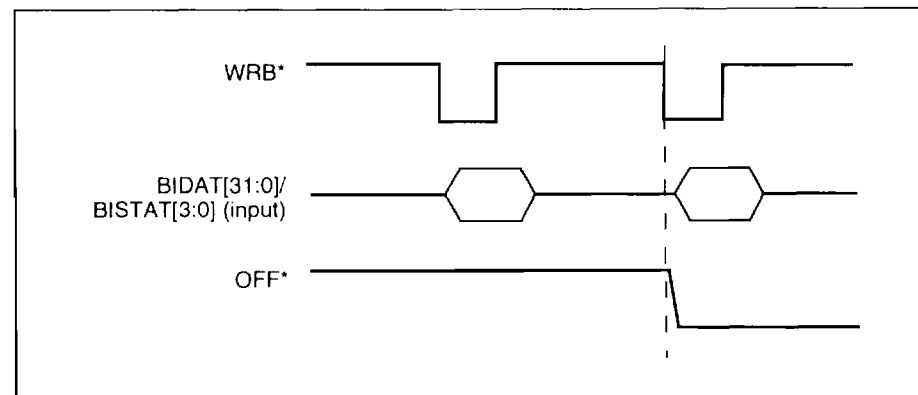 WRB*
BIDAT[31:0]/
BISTAT[3:0] (input)
OFF*